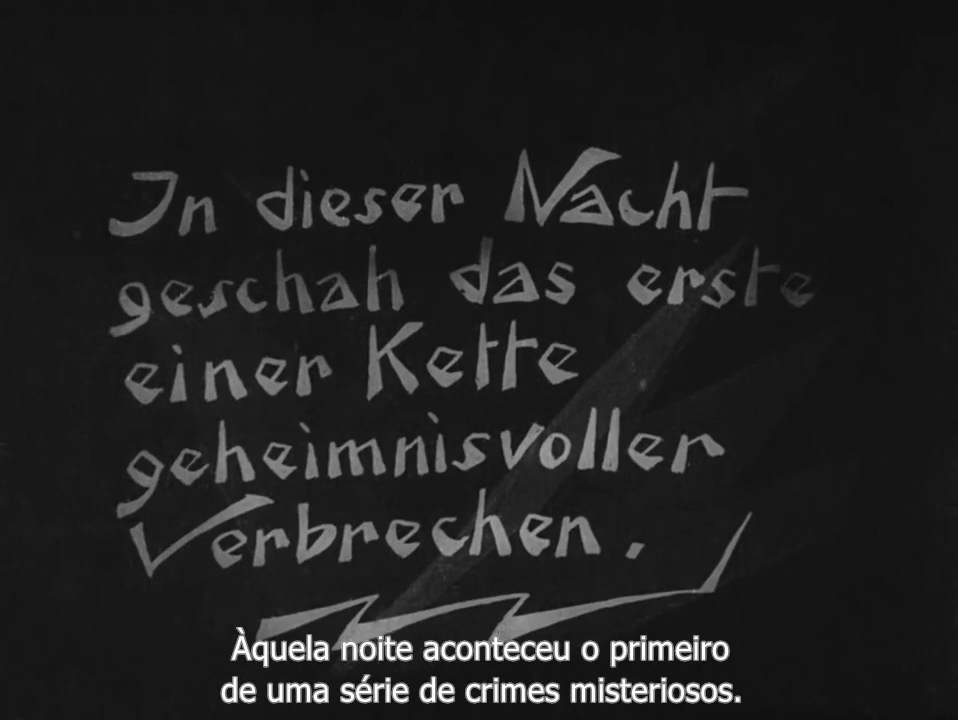 In dieser Nacht
geschah das erste
einer Kette
geheimnisvoller
Verbrechen.
Àquela noite aconteceu o primeiro
de uma série de crimes misteriosos.